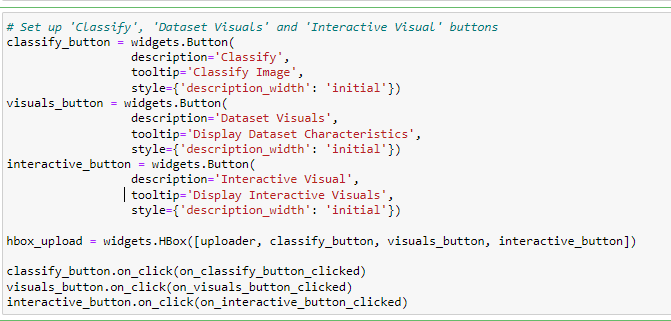 # Set up 'Classify', 'Dataset Visuals' and 'Interactive Visual' buttons
classify_button = widgets.Button(
description='Classify',
tooltip='Classify Image',
style={'description_width': 'initial'})
visuals_button = widgets.Button(
description='Dataset Visuals',
tooltip='Display Dataset Characteristics',
style={'description_width': 'initial'})
interactive_button = widgets.Button(
description='Interactive Visual',
tooltip='Display Interactive Visuals',
style={'description_width': 'initial'})
hbox_upload = widgets.HBox([uploader, classify_button, visuals_button, interactive_button])
classify_button.on_click(on_classify_button_clicked)
visuals_button.on_click(on_visuals_button_clicked)
interactive_button.on_click(on_interactive_button_clicked)